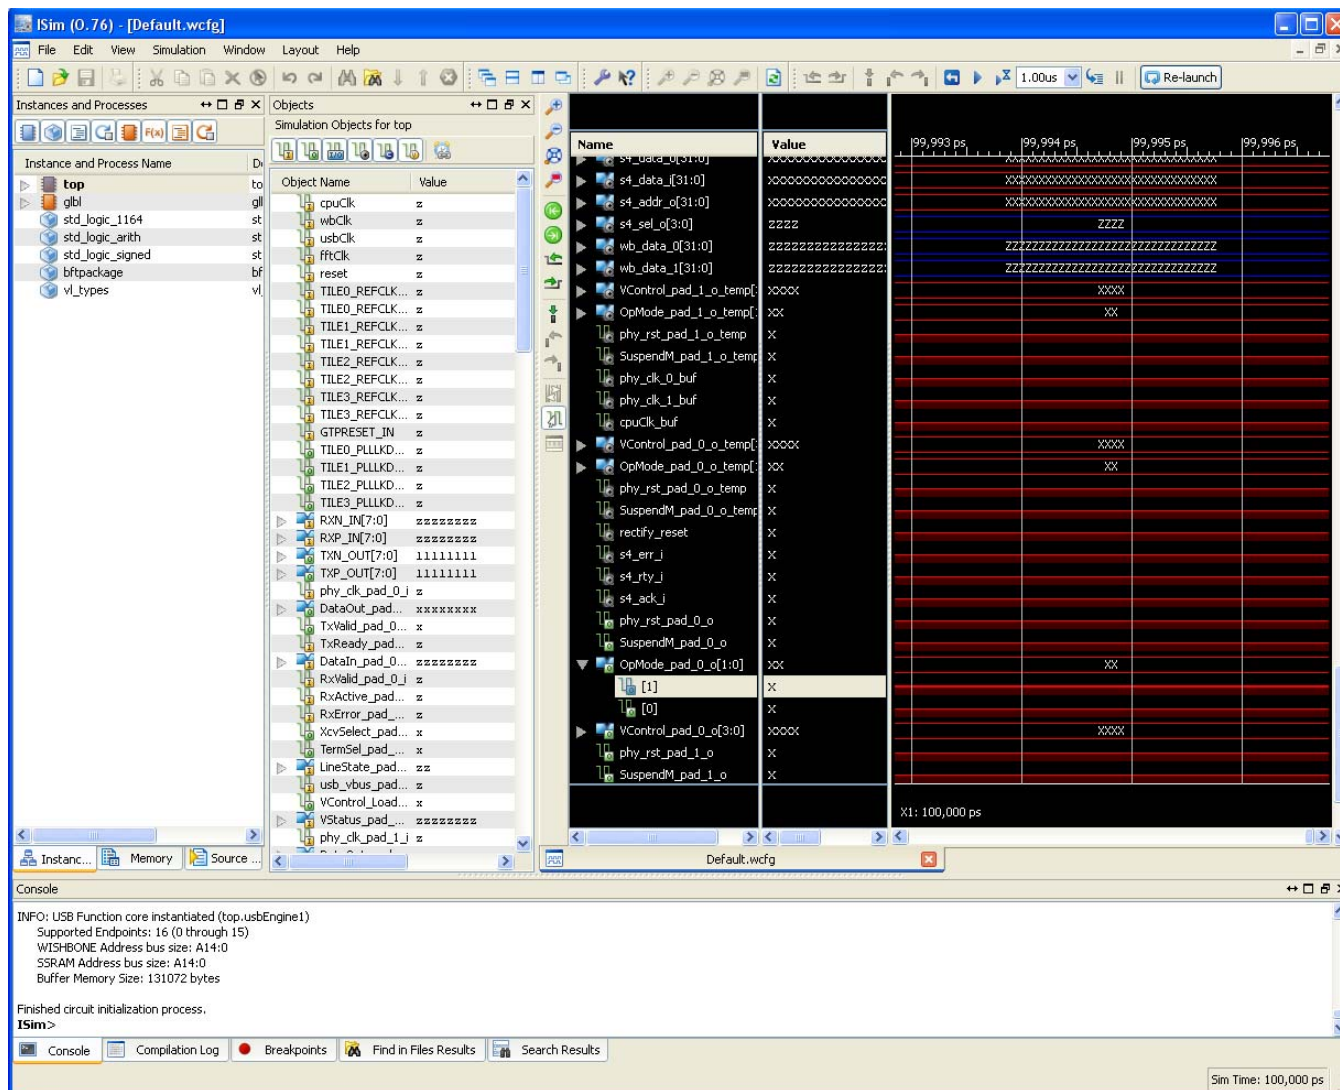 ISim (O.76) - [Default.wcfg]
File Edit View Simulation Window Layout Help
1.00us Re-launch
Instances and Processes
Instance and Process Name
top to
glbl gll
std_logic_1164 st
std_logic_arith st
std_logic_signed st
bftpackage bf
vl_types vl_
Instanc... Memory Source ...
Objects
Simulation Objects for top
Object Name Value
cpuClk z
wbClk z
usbClk z
fftClk z
reset z
TILE0_REFCLK... z
TILE0_REFCLK... z
TILE1_REFCLK... z
TILE1_REFCLK... z
TILE2_REFCLK... z
TILE2_REFCLK... z
TILE3_REFCLK... z
TILE3_REFCLK... z
GTPRESET_IN z
TILE0_PLLLKD... z
TILE1_PLLLKD... z
TILE2_PLLLKD... z
TILE3_PLLLKD... z
RXN_IN[7:0] zzzzzzzz
RXP_IN[7:0] zzzzzzzz
TXN_OUT[7:0] 11111111
TXP_OUT[7:0] 11111111
phy_clk_pad_0_i z
DataOut_pad... xxxxxxxx
TxValid_pad_0... x
TxReady_pad... z
DataIn_pad_0... zzzzzzzz
RxValid_pad_0_i z
RxActive_pad... z
RxError_pad_... z
XcvSelect_pad... x
TermSel_pad_... x
LineState_pad... zz
usb_vbus_pad... z
VControl_Load... x
VStatus_pad_... zzzzzzzz
phy_clk_pad_1_i z
Name Value
99,993 ps 99,994 ps 99,995 ps 99,996 ps
s4_data_o[31:0]
s4_data_i[31:0]
s4_addr_o[31:0]
s4_sel_o[3:0] zzzz ZZZZ
wb_data_0[31:0]
wb_data_1[31:0]
VControl_pad_1_o_temp[ xxxx XXXX
OpMode_pad_1_o_temp[ xx XX
phy_rst_pad_1_o_temp x
SuspendM_pad_1_o_temp x
phy_clk_0_buf x
phy_clk_1_buf x
cpuClk_buf x
VControl_pad_0_o_temp[ xxxx XXXX
OpMode_pad_0_o_temp[ xx XX
phy_rst_pad_0_o_temp x
SuspendM_pad_0_o_temp x
rectify_reset x
s4_err_i x
s4_rty_i x
s4_ack_i x
phy_rst_pad_0_o x
SuspendM_pad_0_o x
OpMode_pad_0_o[1:0] xx XX
[1] x
[0] x
VControl_pad_0_o[3:0] xxxx XXXX
phy_rst_pad_1_o x
SuspendM_pad_1_o x
X1: 100,000 ps
Default.wcfg
Console
INFO: USB Function core instantiated (top.usbEngine1)
Supported Endpoints: 16 (0 through 15)
WISHBONE Address bus size: A14:0
SSRAM Address bus size: A14:0
Buffer Memory Size: 131072 bytes
Finished circuit initialization process.
ISim>
Console Compilation Log Breakpoints Find in Files Results Search Results
Sim Time: 100,000 ps